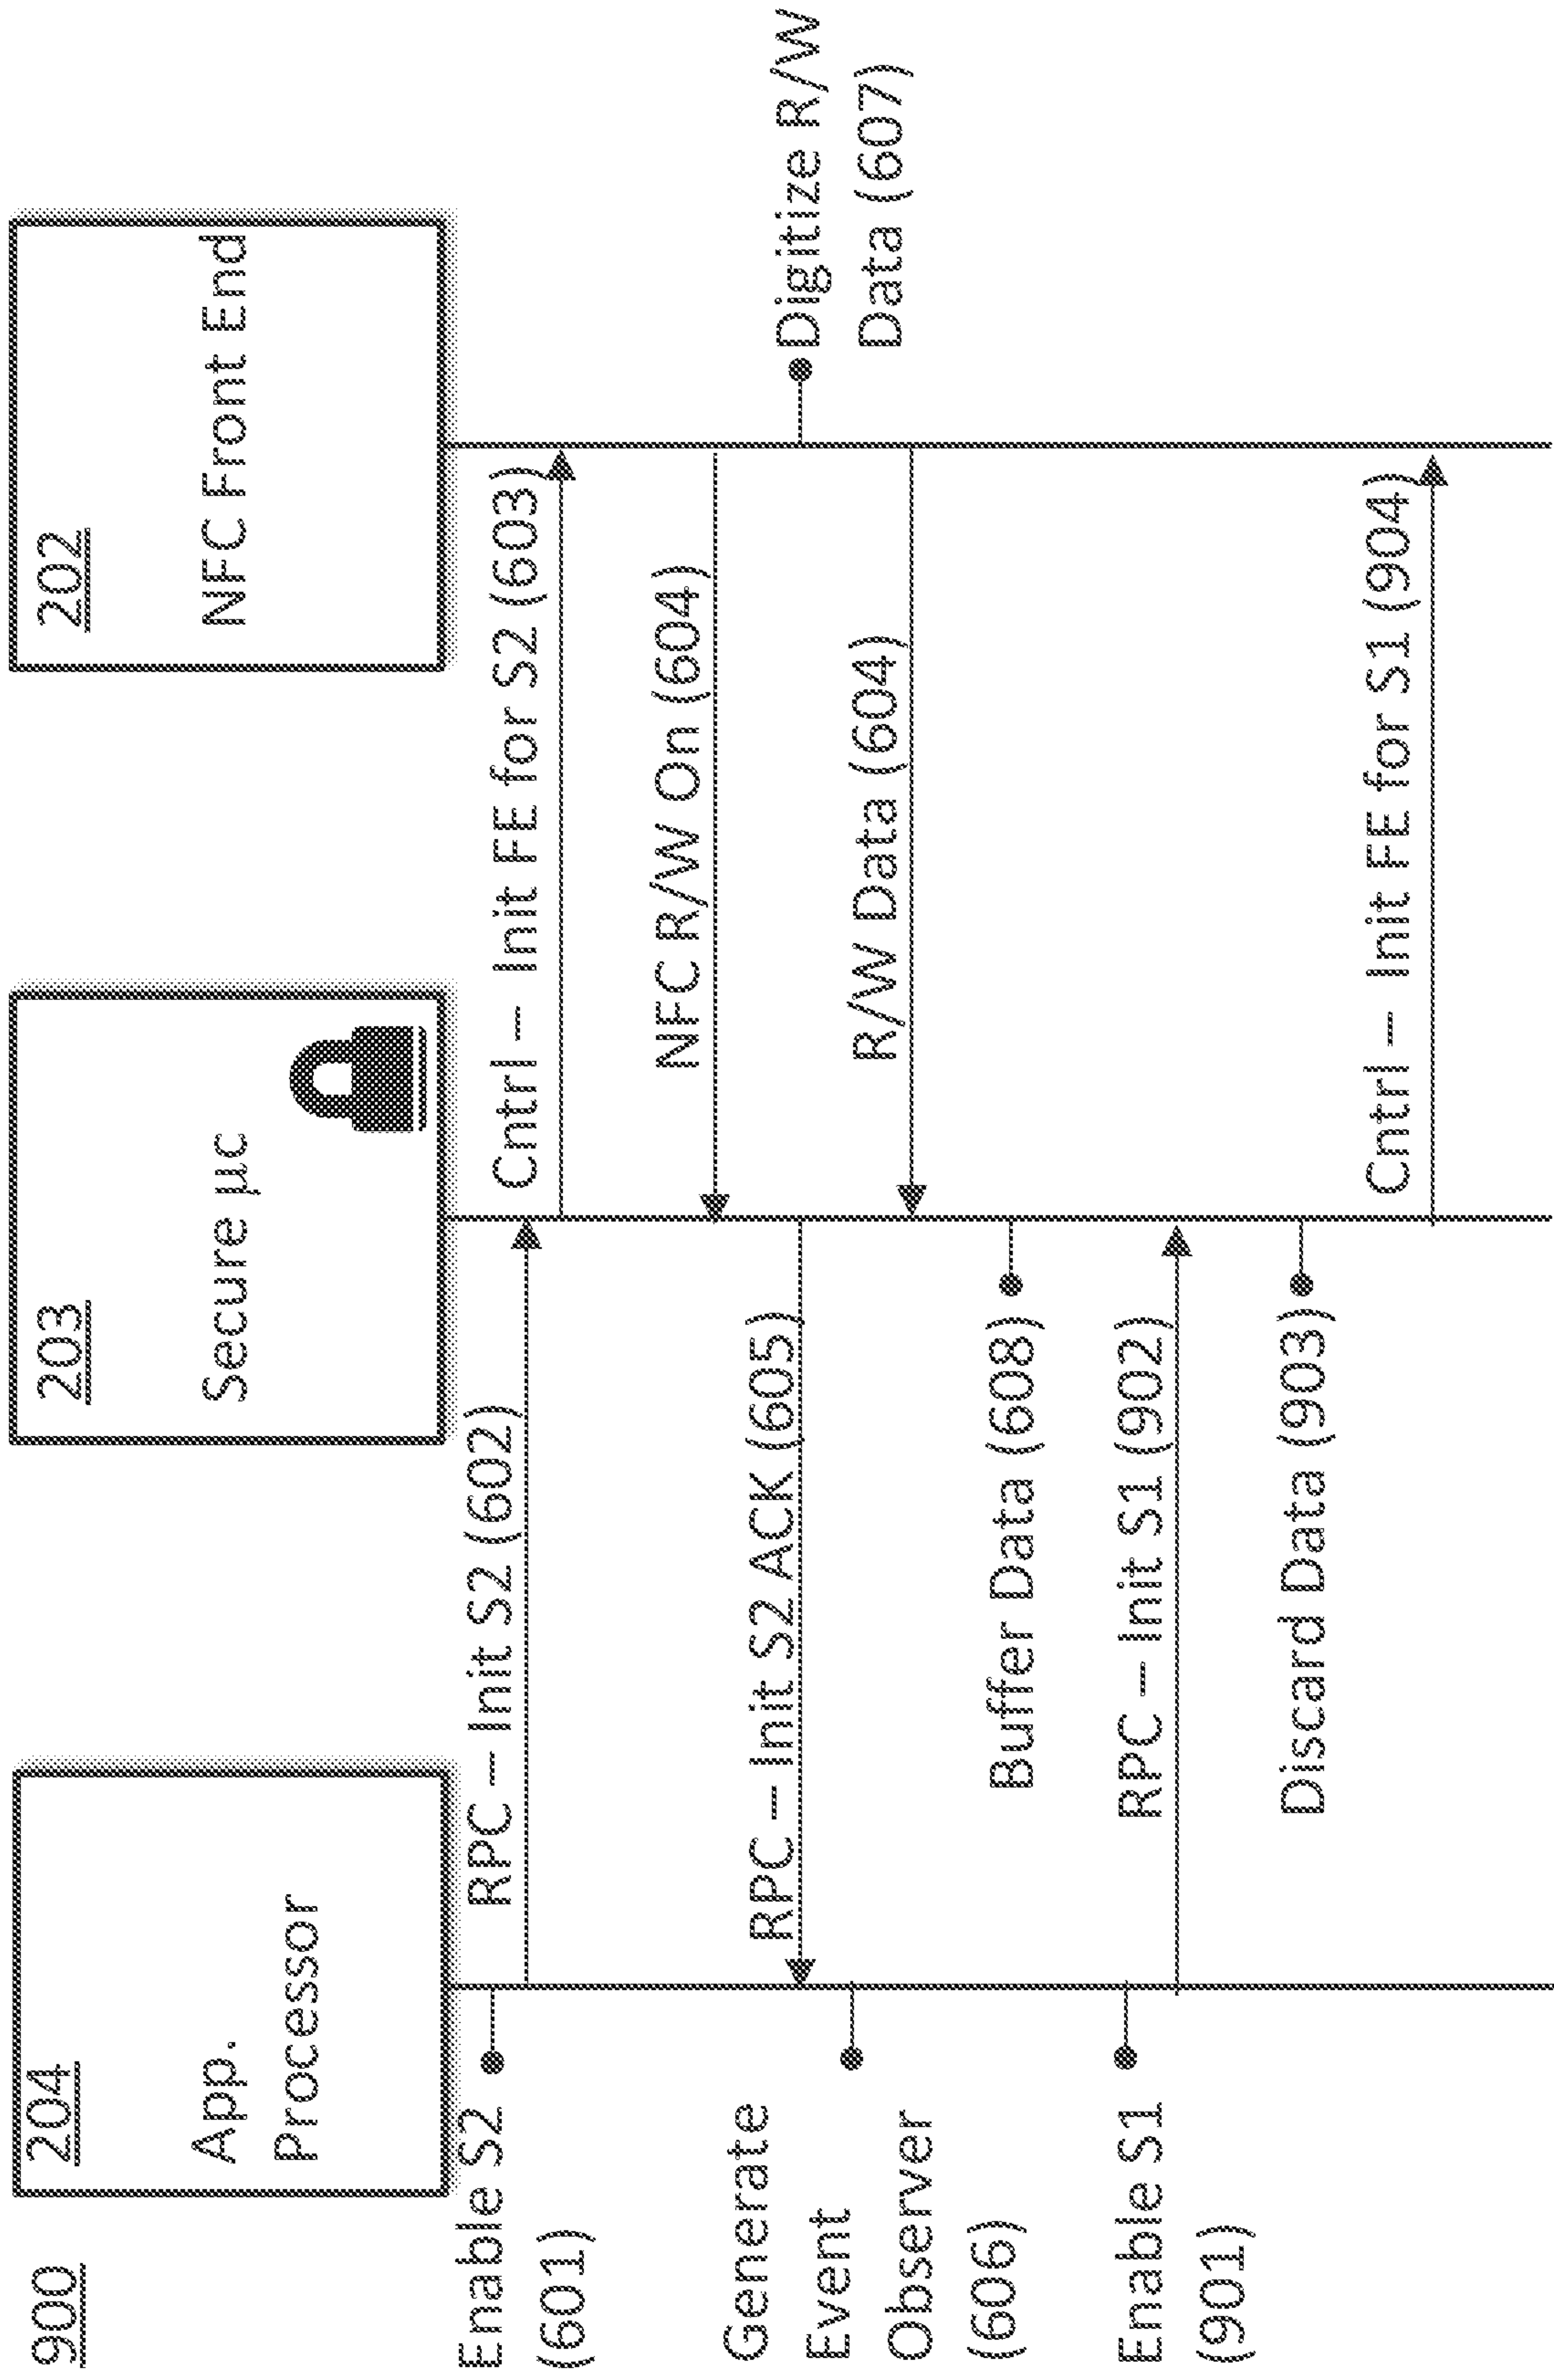 900
204
App.
Processor
203
Secure µc
202
NFC Front End
Enable S2
(601)
RPC – Init S2 (602)
Cntrl – Init FE for S2 (603)
NFC R/W On (604)
RPC – Init S2 ACK (605)
Generate
Event
Observer
(606)
Digitize R/W
Data (607)
R/W Data (604)
Buffer Data (608)
Enable S1
(901)
RPC – Init S1 (902)
Discard Data (903)
Cntrl – Init FE for S1 (904)